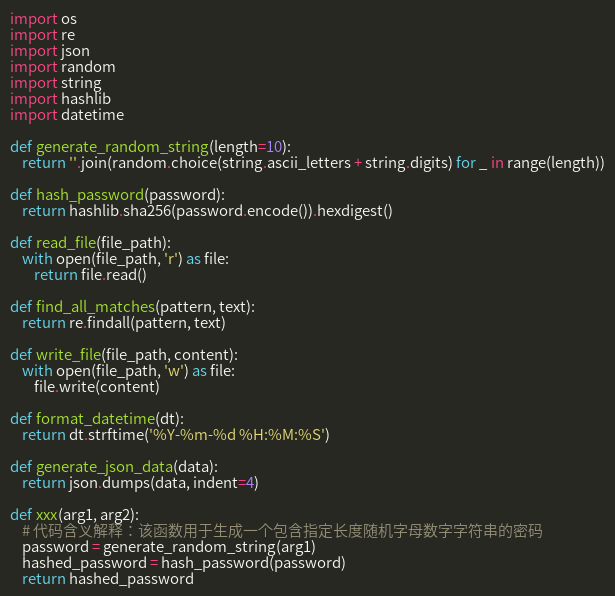 import os
import re
import json
import random
import string
import hashlib
import datetime

def generate_random_string(length=10):
    return ''.join(random.choice(string.ascii_letters + string.digits) for _ in range(length))

def hash_password(password):
    return hashlib.sha256(password.encode()).hexdigest()

def read_file(file_path):
    with open(file_path, 'r') as file:
        return file.read()

def find_all_matches(pattern, text):
    return re.findall(pattern, text)

def write_file(file_path, content):
    with open(file_path, 'w') as file:
        file.write(content)

def format_datetime(dt):
    return dt.strftime('%Y-%m-%d %H:%M:%S')

def generate_json_data(data):
    return json.dumps(data, indent=4)

def xxx(arg1, arg2):
    # 代码含义解释：该函数用于生成一个包含指定长度随机字母数字字符串的密码
    password = generate_random_string(arg1)
    hashed_password = hash_password(password)
    return hashed_password